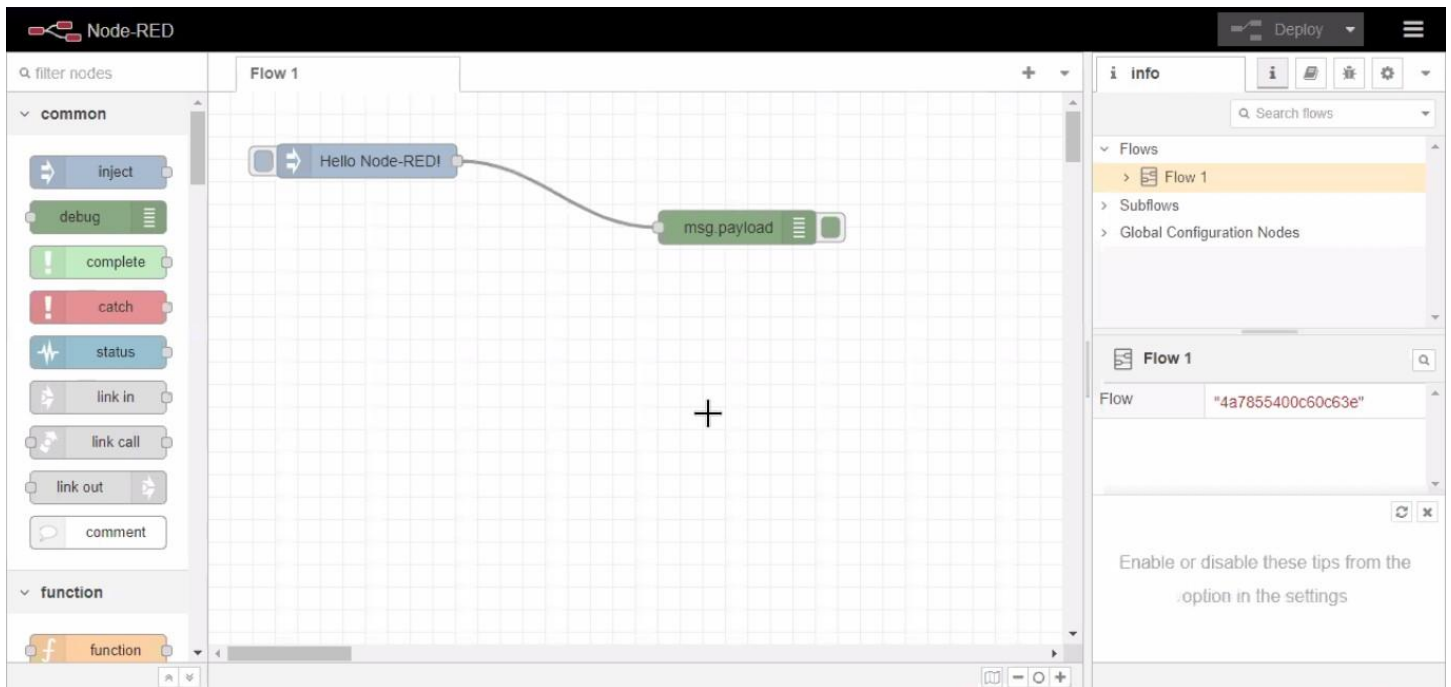 Node-RED
Deploy
filter nodes
Flow 1
i info
i
Search flows
common
inject
debug
complete
catch
status
link in
link call
link out
comment
function
function
Hello Node-RED!
msg.payload
Flows
Flow 1
Subflows
Global Configuration Nodes
Flow 1
Flow "4a7855400c60c63e"
Enable or disable these tips from the
.option in the settings